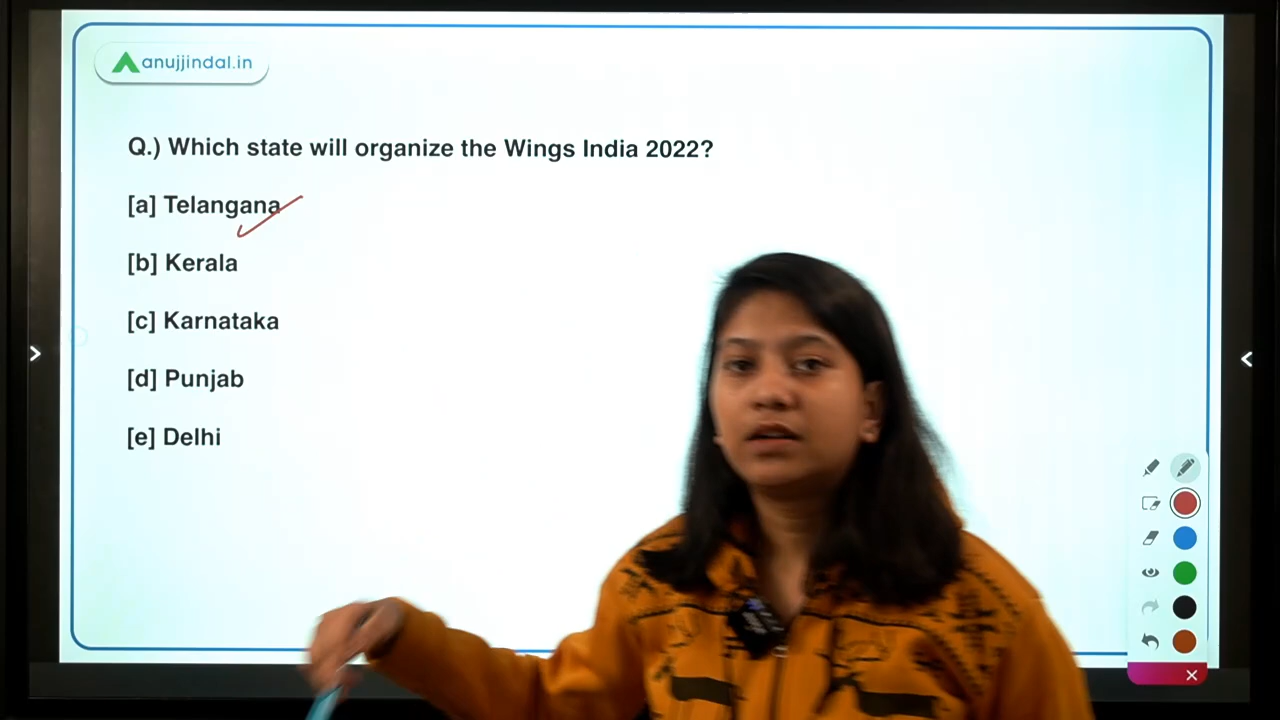 anujjindal.in
Q.) Which state will organize the Wings India 2022?
[a] Telangana
[b] Kerala
[c] Karnataka
[d] Punjab
[e] Delhi